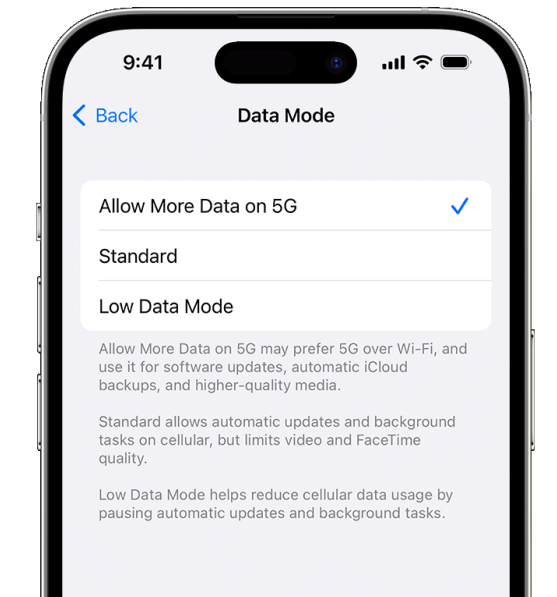 9:41
Back
Data Mode
Allow More Data on 5G
Standard
Low Data Mode
Allow More Data on 5G may prefer 5G over Wi-Fi, and
use it for software updates, automatic iCloud
backups, and higher-quality media.
Standard allows automatic updates and background
tasks on cellular, but limits video and FaceTime
quality.
Low Data Mode helps reduce cellular data usage by
pausing automatic updates and background tasks.